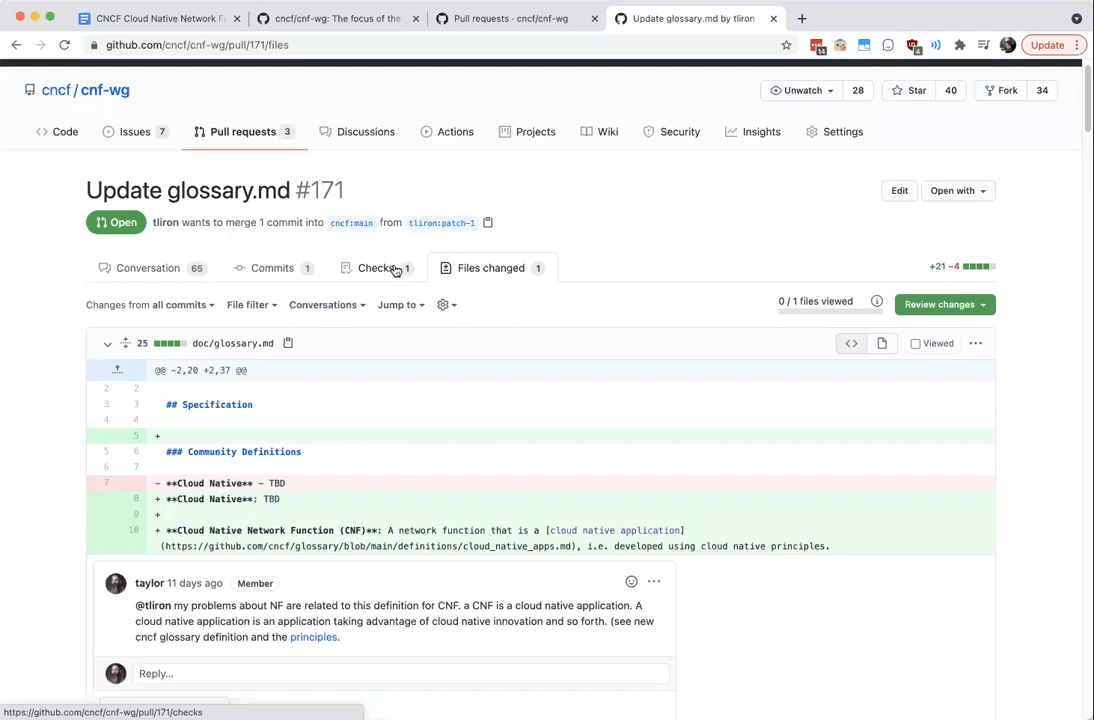 CNCF Cloud Native Network F
cncf/cnf-wg: The focus of the
Pull requests · cncf/cnf-wg
Update glossary.md by tliron
github.com/cncf/cnf-wg/pull/171/files
14
4
Update
cncf / cnf-wg
Unwatch 28
Star 40
Fork 34
Code
Issues 7
Pull requests 3
Discussions
Actions
Projects
Wiki
Security
Insights
Settings
Update glossary.md #171
Edit
Open with
Open
tliron wants to merge 1 commit into cncf:main from tliron:patch-1
Conversation 65
Commits 1
Checks 1
Files changed 1
+21 −4
Changes from all commits
File filter
Conversations
Jump to
0 / 1 files viewed
Review changes
25 doc/glossary.md
Viewed
@@ -2,20 +2,37 @@
2 2
3 3 ## Specification
4 4
5 +
5 6 ### Community Definitions
6 7
7 - **Cloud Native** - TBD
8 + **Cloud Native**: TBD
9 +
10 + **Cloud Native Network Function (CNF)**: A network function that is a [cloud native application]
(https://github.com/cncf/glossary/blob/main/definitions/cloud_native_apps.md), i.e. developed using cloud native principles.
taylor 11 days ago Member
@tliron my problems about NF are related to this definition for CNF. a CNF is a cloud native application. A
cloud native application is an application taking advantage of cloud native innovation and so forth. (see new
cncf glossary definition and the principles.
Reply...
https://github.com/cncf/cnf-wg/pull/171/checks